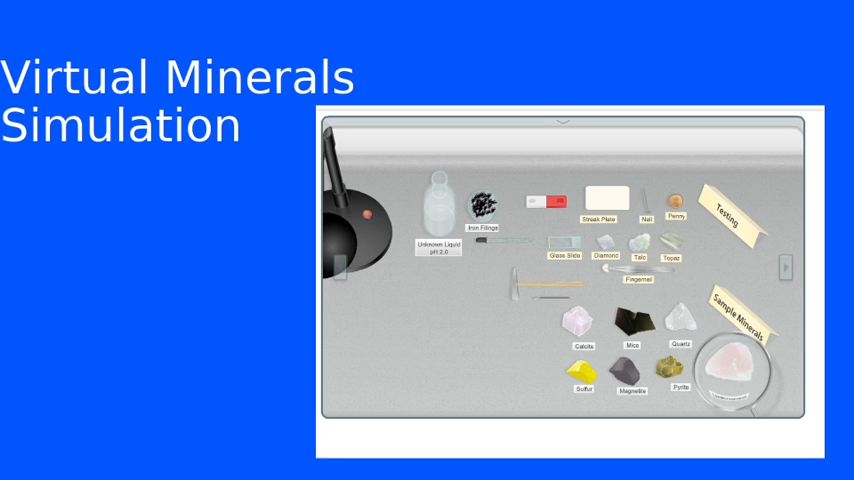 Virtual Minerals
Simulation
Streak Plate
Nail
Penny
Testing
Iron Filings
Unknown Liquid
pH 2.0
Glass Slide
Diamond
Talc
Topaz
Fingernail
Sample Minerals
Calcite
Mica
Quartz
Sulfur
Magnetite
Pyrite